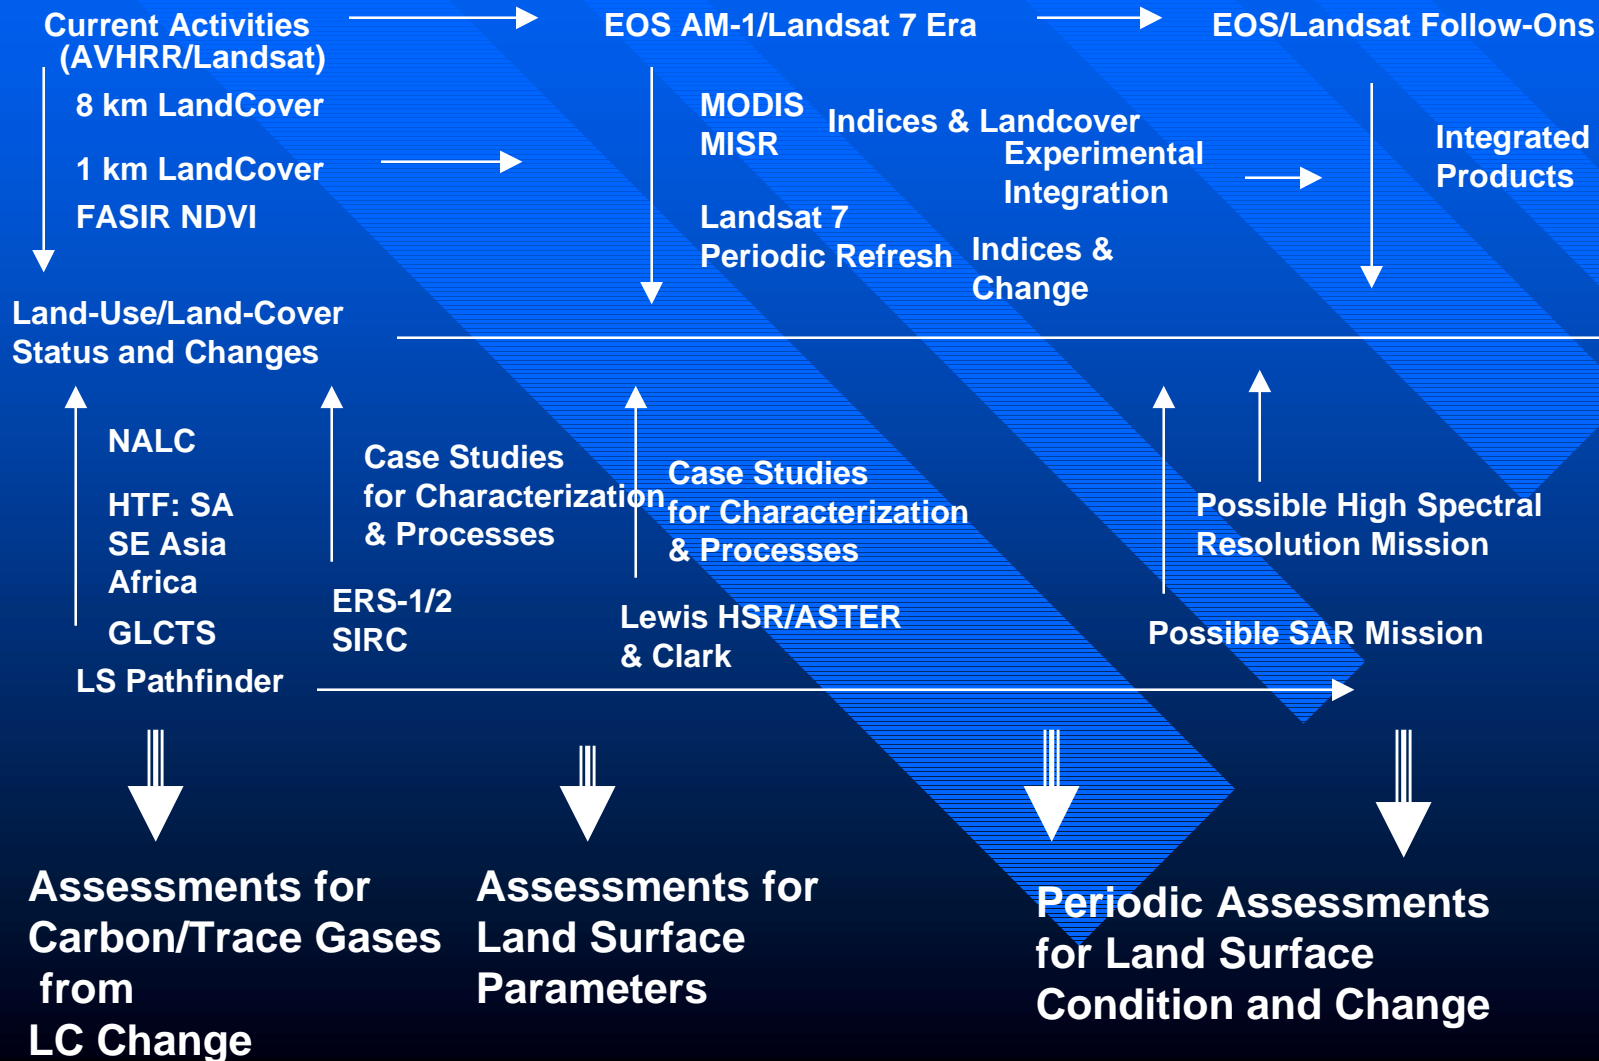 Current Activities
(AVHRR/Landsat)
EOS AM-1/Landsat 7 Era
EOS/Landsat Follow-Ons
8 km LandCover
1 km LandCover
FASIR NDVI
MODIS
MISR
Indices & Landcover
Experimental
Integration
Landsat 7
Periodic Refresh
Indices &
Change
Integrated
Products
Land-Use/Land-Cover
Status and Changes
NALC
HTF: SA
SE Asia
Africa
GLCTS
LS Pathfinder
Case Studies
for Characterization
& Processes
ERS-1/2
SIRC
Case Studies
for Characterization
& Processes
Lewis HSR/ASTER
& Clark
Possible High Spectral
Resolution Mission
Possible SAR Mission
Assessments for
Carbon/Trace Gases
from
LC Change
Assessments for
Land Surface
Parameters
Periodic Assessments
for Land Surface
Condition and Change